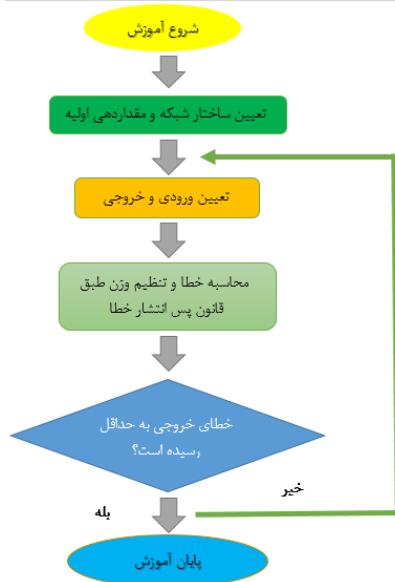 شروع آموزش
تعیین ساختار شبکه و مقداردهی اولیه
تعیین ورودی و خروجی
محاسبه خطا و تنظیم وزن طبق
قانون پس انتشار خطا
خطای خروجی به حداقل
رسیده است؟
خیر
بله
پایان آموزش